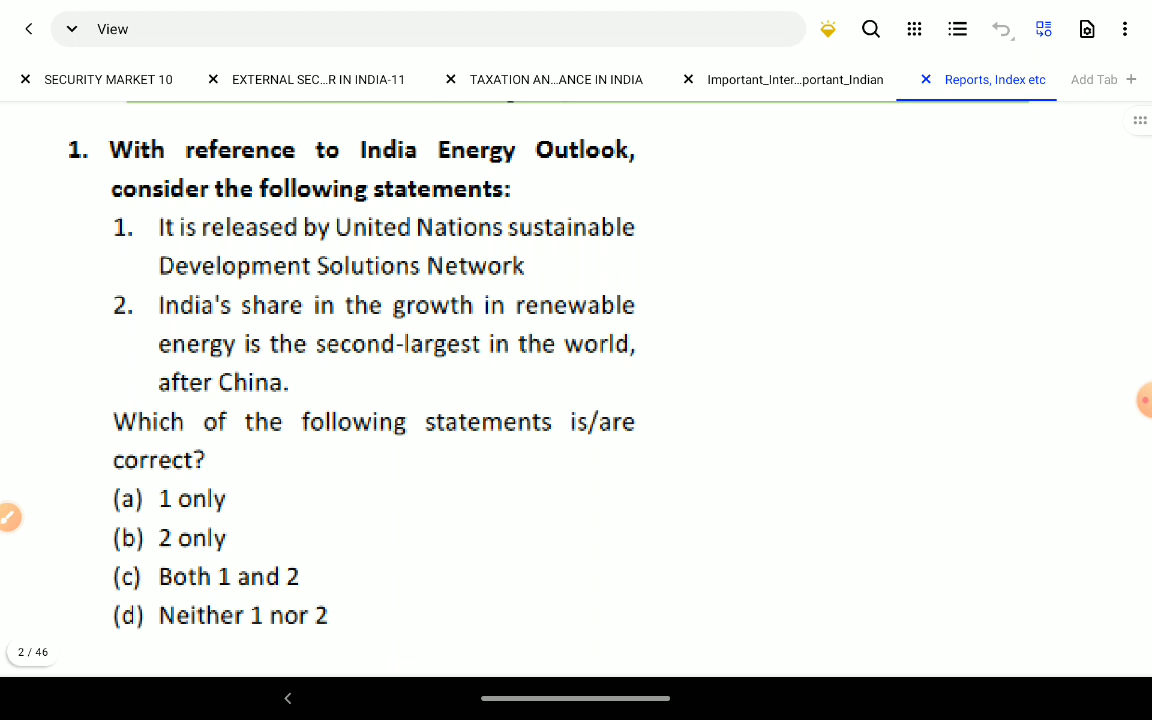 View
SECURITY MARKET 10
EXTERNAL SEC...R IN INDIA-11
TAXATION AN...ANCE IN INDIA
Important_Inter...portant_Indian
Reports, Index etc
Add Tab +
1. With reference to India Energy Outlook,
consider the following statements:
1. It is released by United Nations sustainable
Development Solutions Network
2. India's share in the growth in renewable
energy is the second-largest in the world,
after China.
Which of the following statements is/are
correct?
(a) 1 only
(b) 2 only
(c) Both 1 and 2
(d) Neither 1 nor 2
2 / 46